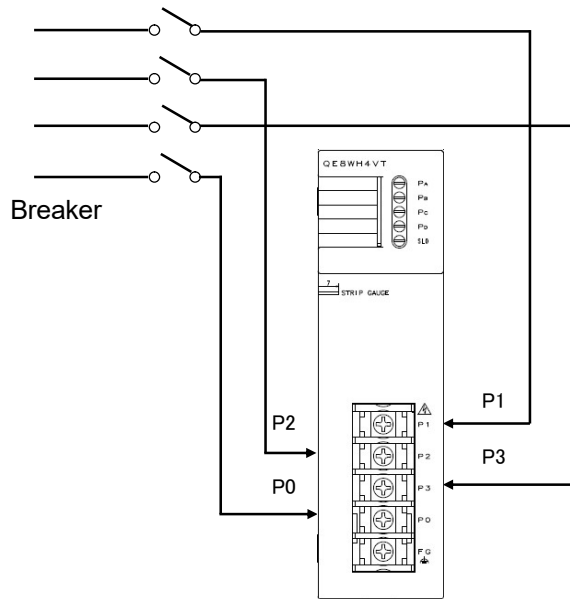 QE8WH4VT
PA
PB
PC
PD
SLD
Breaker
7
STRIP GAUGE
P1
P1
P2
P2
P3
P3
P0
P0
FG